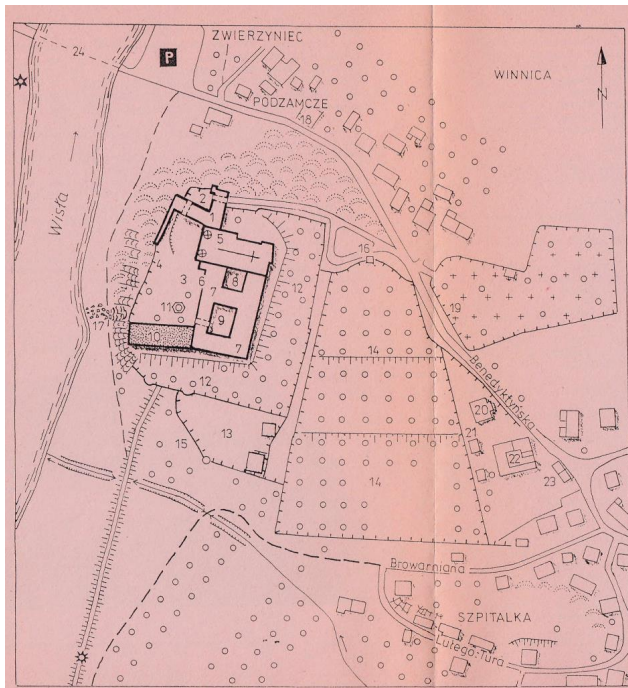 ZWIERZYNIEC
24
P
WINNICA
PODZAMCZE
18
N
Wisła
2
1
5
16
4
3
6
7
8
12
19
11
17
9
10
14
7
12
Benedyktyńska
20
13
15
21
22
14
23
Browarniana
SZPITALKA
Lutego-Tura